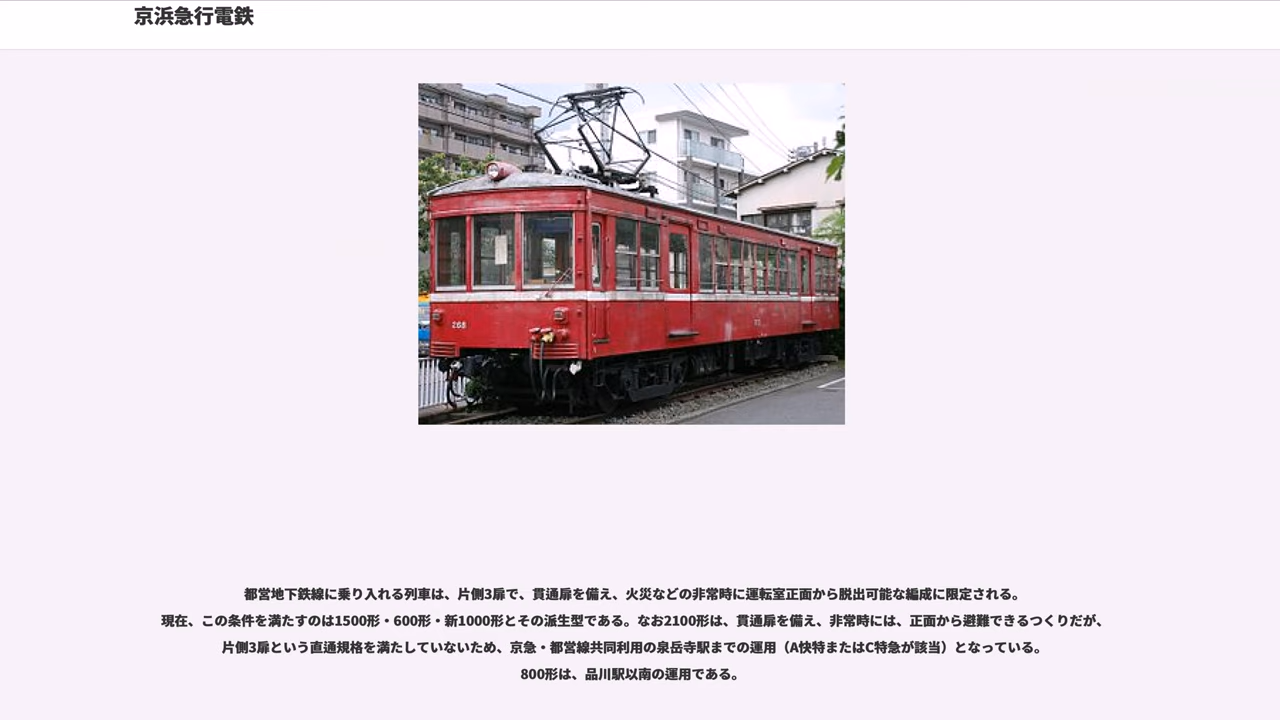 京浜急行電鉄
268
都営地下鉄線に乗り入れる列車は、片側3扉で、貫通扉を備え、火災などの非常時に運転室正面から脱出可能な編成に限定される。
現在、この条件を満たすのは1500形・600形・新1000形とその派生型である。なお2100形は、貫通扉を備え、非常時には、正面から避難できるつくりだが、
片側3扉という直通規格を満たしていないため、京急・都営線共同利用の泉岳寺駅までの運用（A快特またはC特急が該当）となっている。
800形は、品川駅以南の運用である。